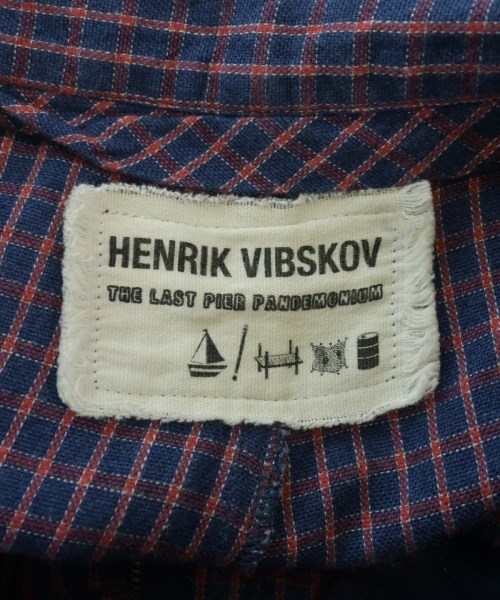 HENRIK VIBSKOV
THE LAST PIER PANDEMONIUM